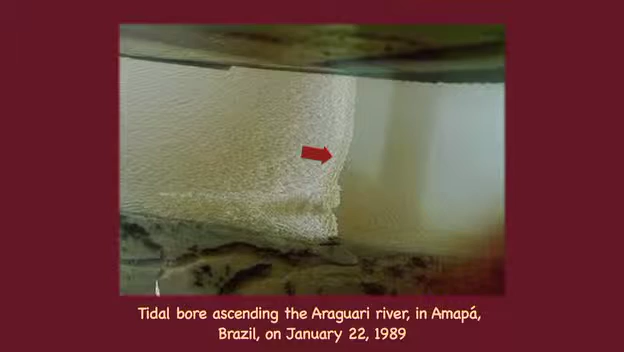 Tidal bore ascending the Araguari river, in Amapá,
Brazil, on January 22, 1989